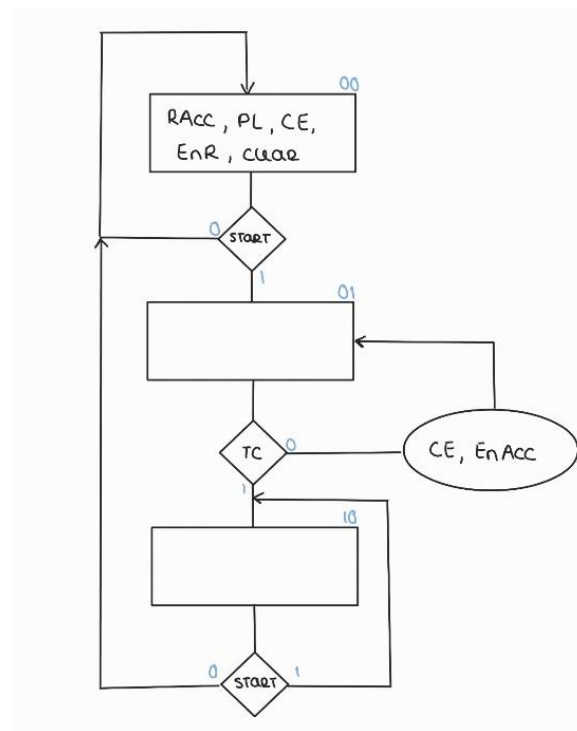 00
RAcc, PL, CE,
EnR, clear
0
START
1
01
TC
0
CE, EnAcc
1
10
0
START
1